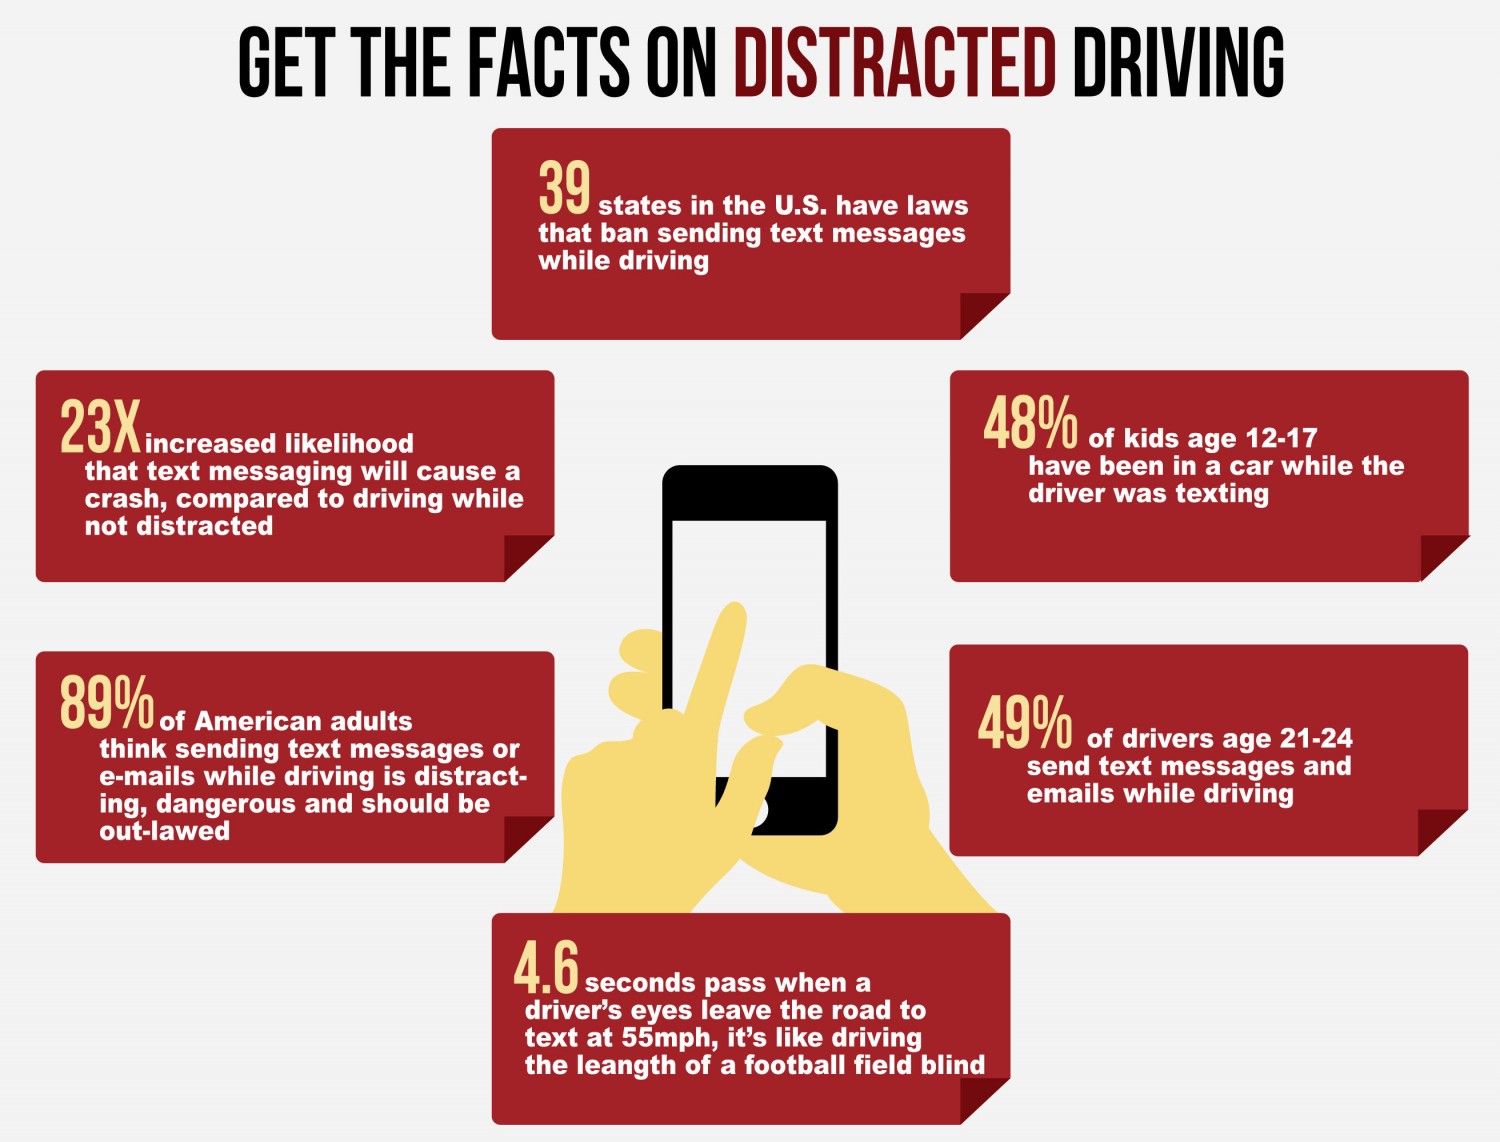 GET THE FACTS ON DISTRACTED DRIVING
39 states in the U.S. have laws
that ban sending text messages
while driving
23X increased likelihood
that text messaging will cause a
crash, compared to driving while
not distracted
48% of kids age 12-17
have been in a car while the
driver was texting
89% of American adults
think sending text messages or
e-mails while driving is distract-
ing, dangerous and should be
out-lawed
49% of drivers age 21-24
send text messages and
emails while driving
4.6 seconds pass when a
driver’s eyes leave the road to
text at 55mph, it’s like driving
the leangth of a football field blind